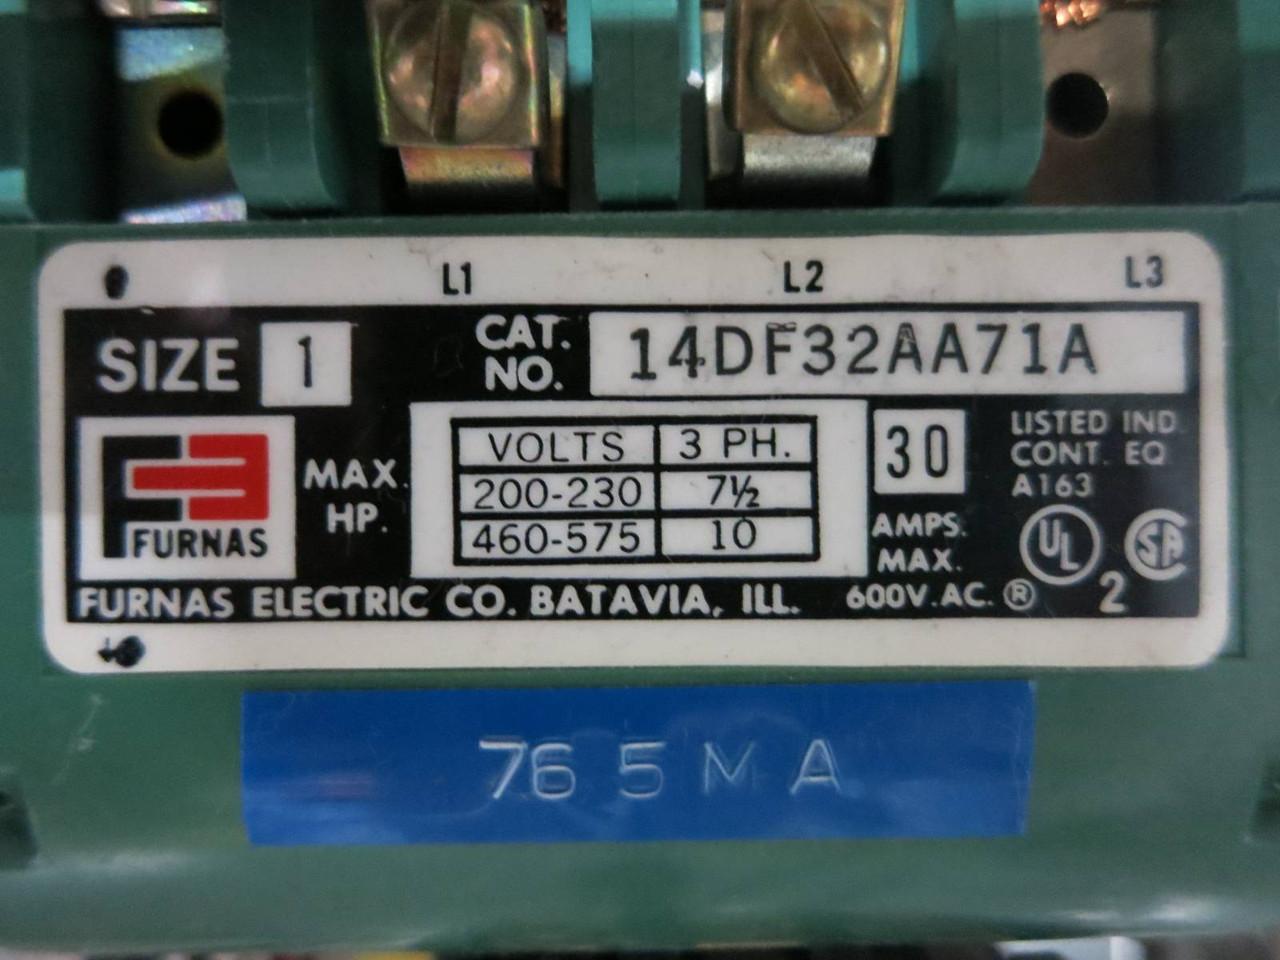 L1 L2 L3
SIZE 1 CAT. NO. 14DF32AA71A
FURNAS
MAX. HP.
VOLTS 3 PH.
200-230 7½
460-575 10
30
AMPS. MAX.
LISTED IND.
CONT. EQ.
A163
UL SA
FURNAS ELECTRIC CO. BATAVIA, ILL. 600V.AC. ® 2
76 5 M A